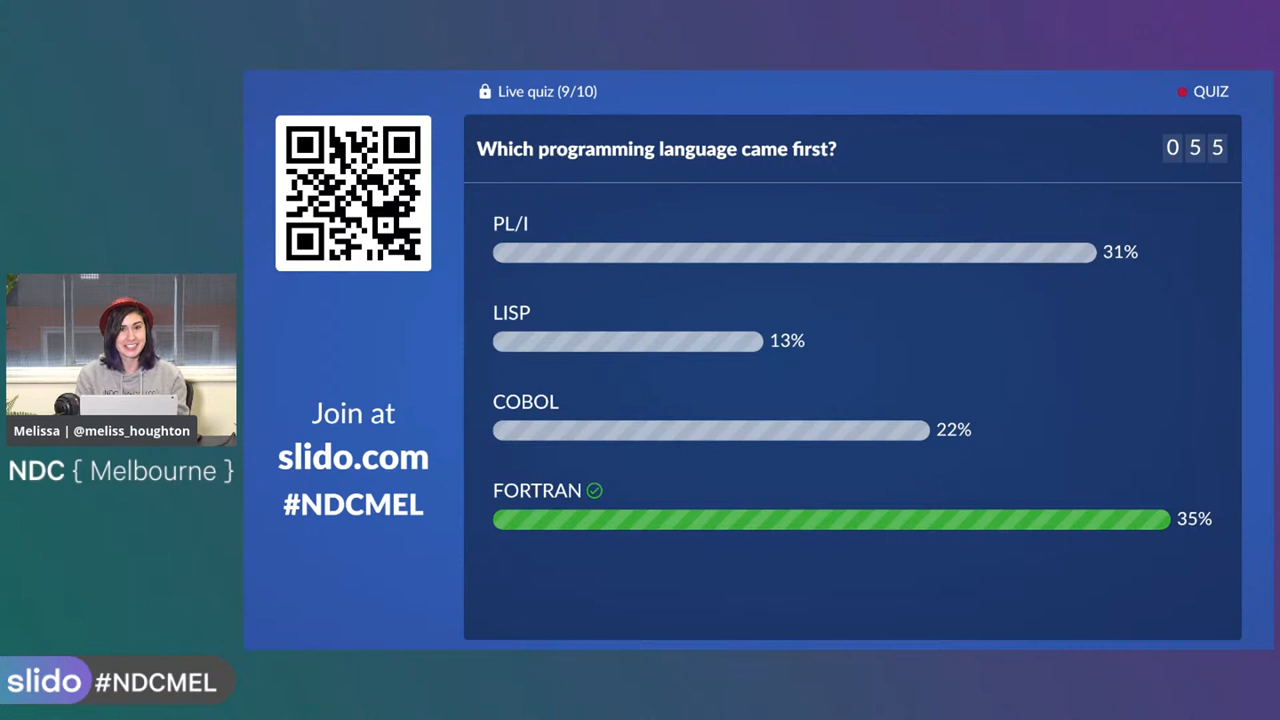 Live quiz (9/10)
QUIZ
Which programming language came first?
0 5 5
PL/I
31%
LISP
13%
COBOL
22%
FORTRAN
35%
Join at
slido.com
#NDCMEL
Melissa | @meliss_houghton
NDC { Melbourne }
slido #NDCMEL